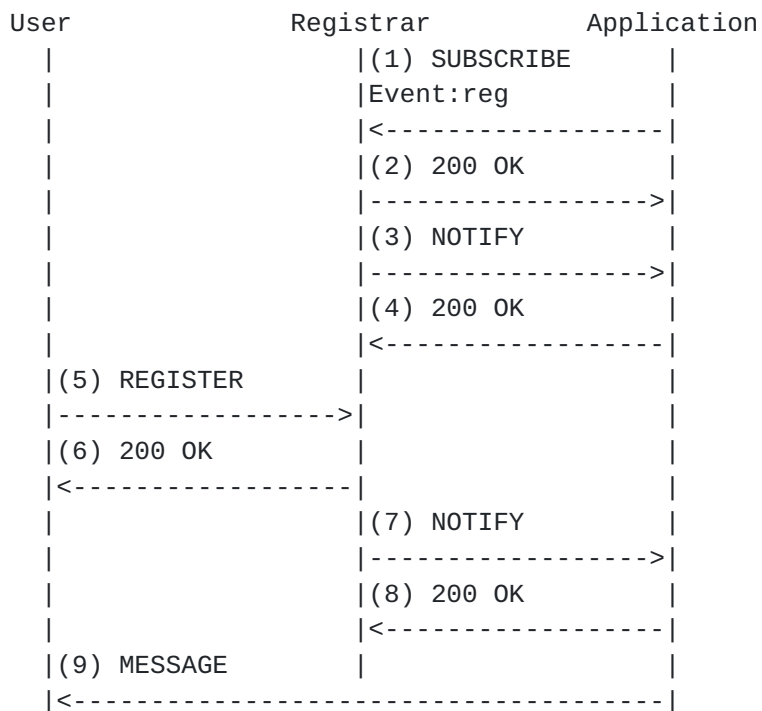 User Registrar Application
| |(1) SUBSCRIBE |
| |Event:reg |
| |<------------------|
| |(2) 200 OK |
| |------------------>|
| |(3) NOTIFY |
| |------------------>|
| |(4) 200 OK |
| |<------------------|
|(5) REGISTER | |
|------------------>| |
|(6) 200 OK | |
|<------------------| |
| |(7) NOTIFY |
| |------------------>|
| |(8) 200 OK |
| |<------------------|
|(9) MESSAGE | |
|<--------------------------------------|